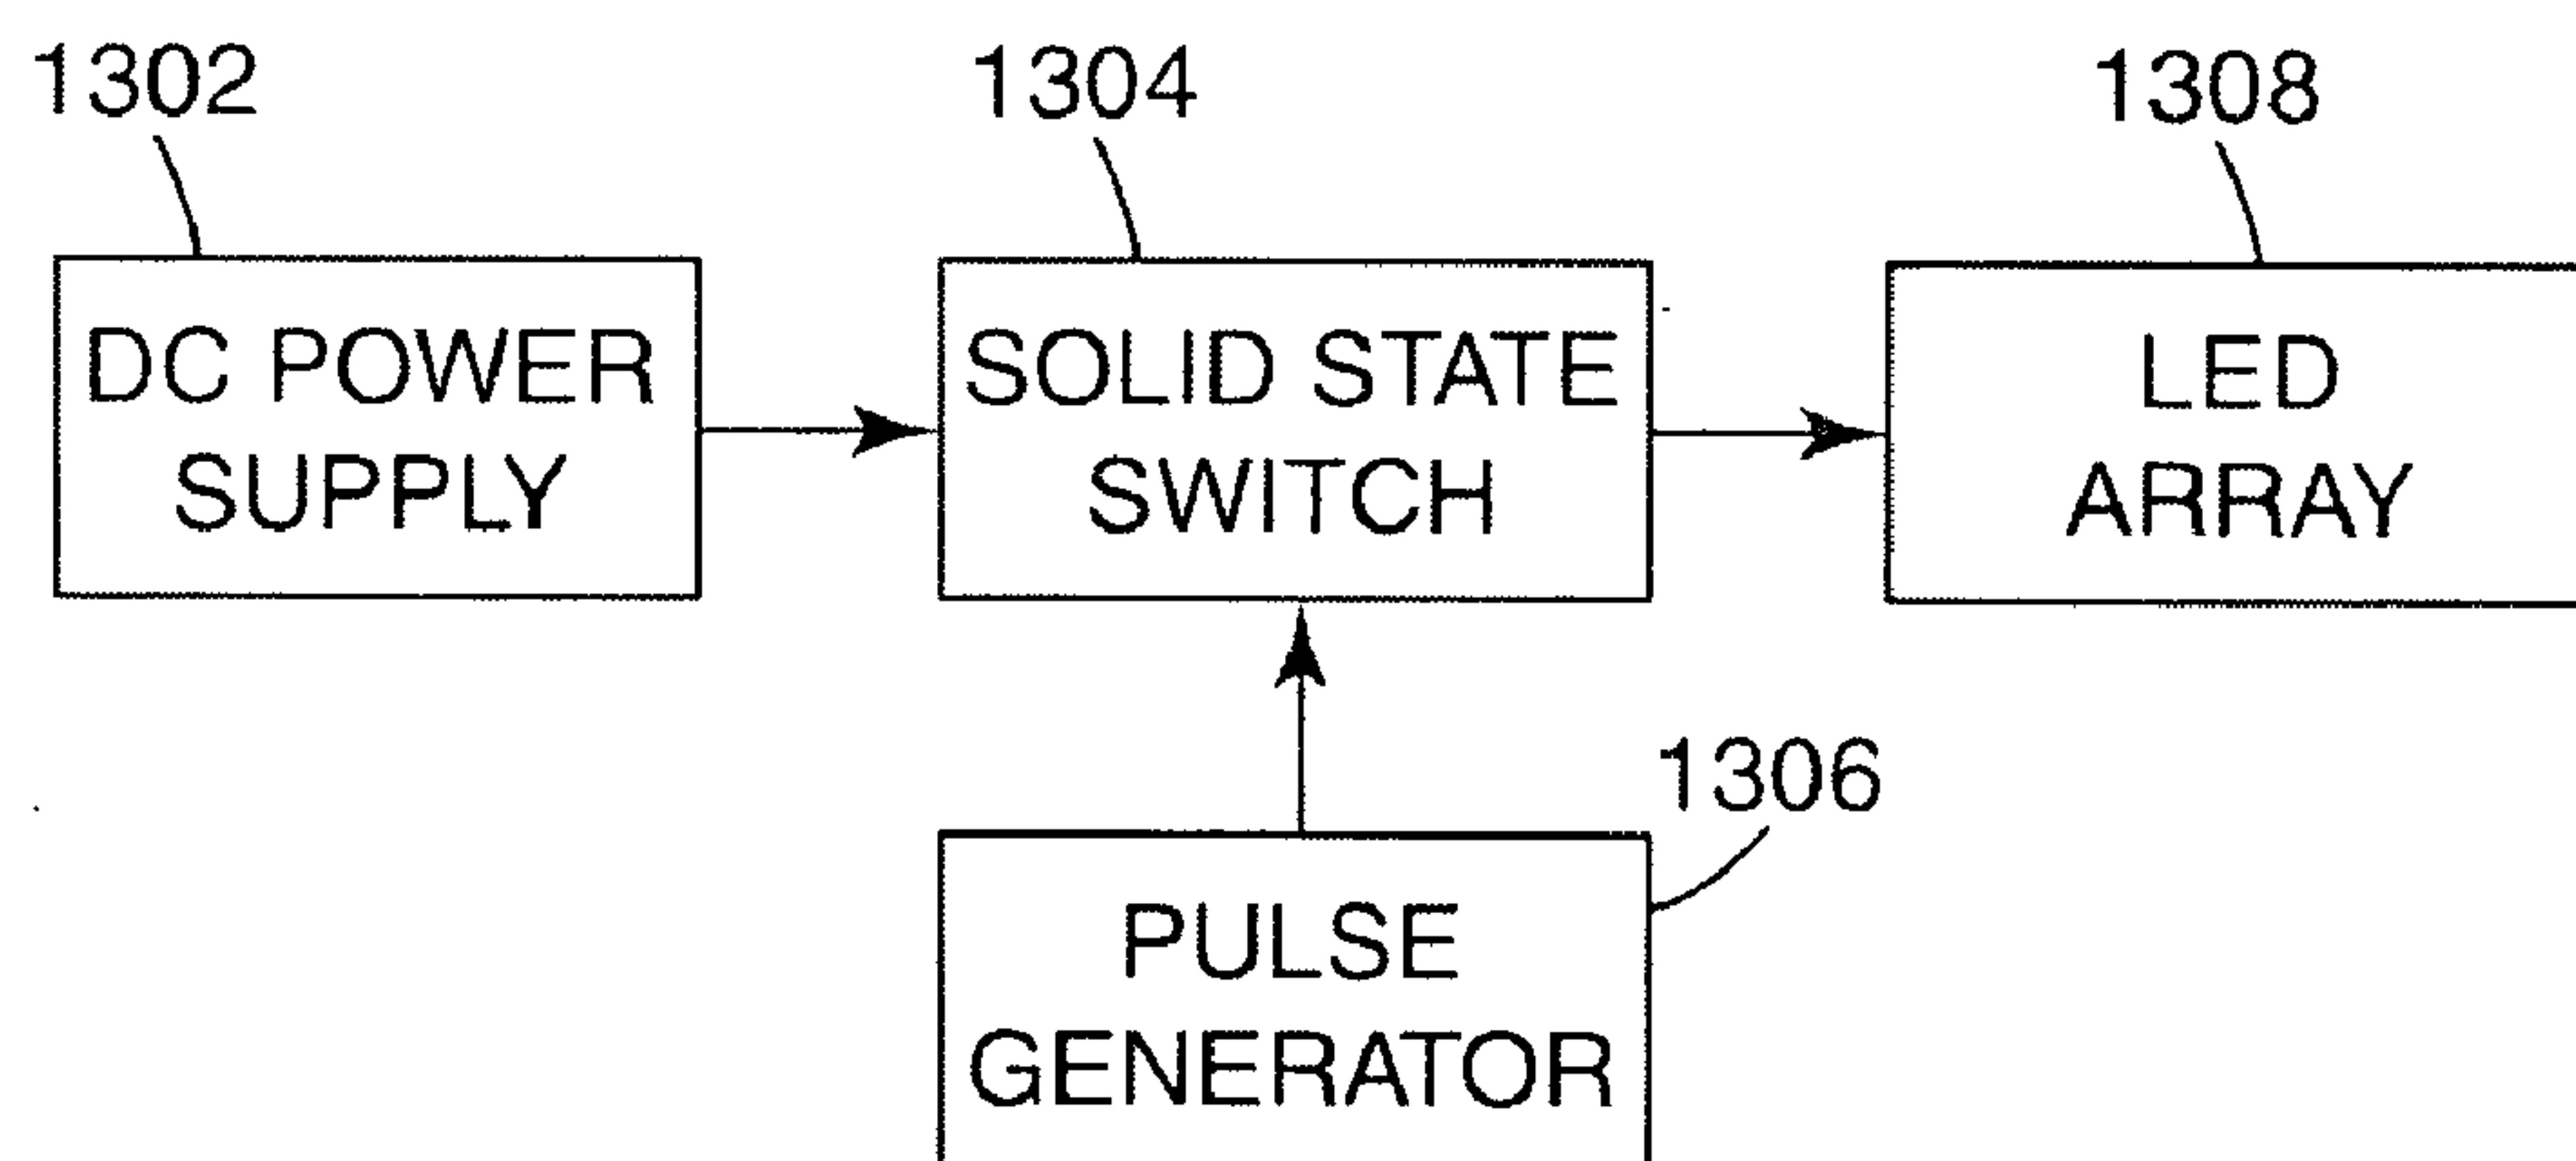 1302
1304
1308
DC POWER
SUPPLY
SOLID STATE
SWITCH
LED
ARRAY
1306
PULSE
GENERATOR